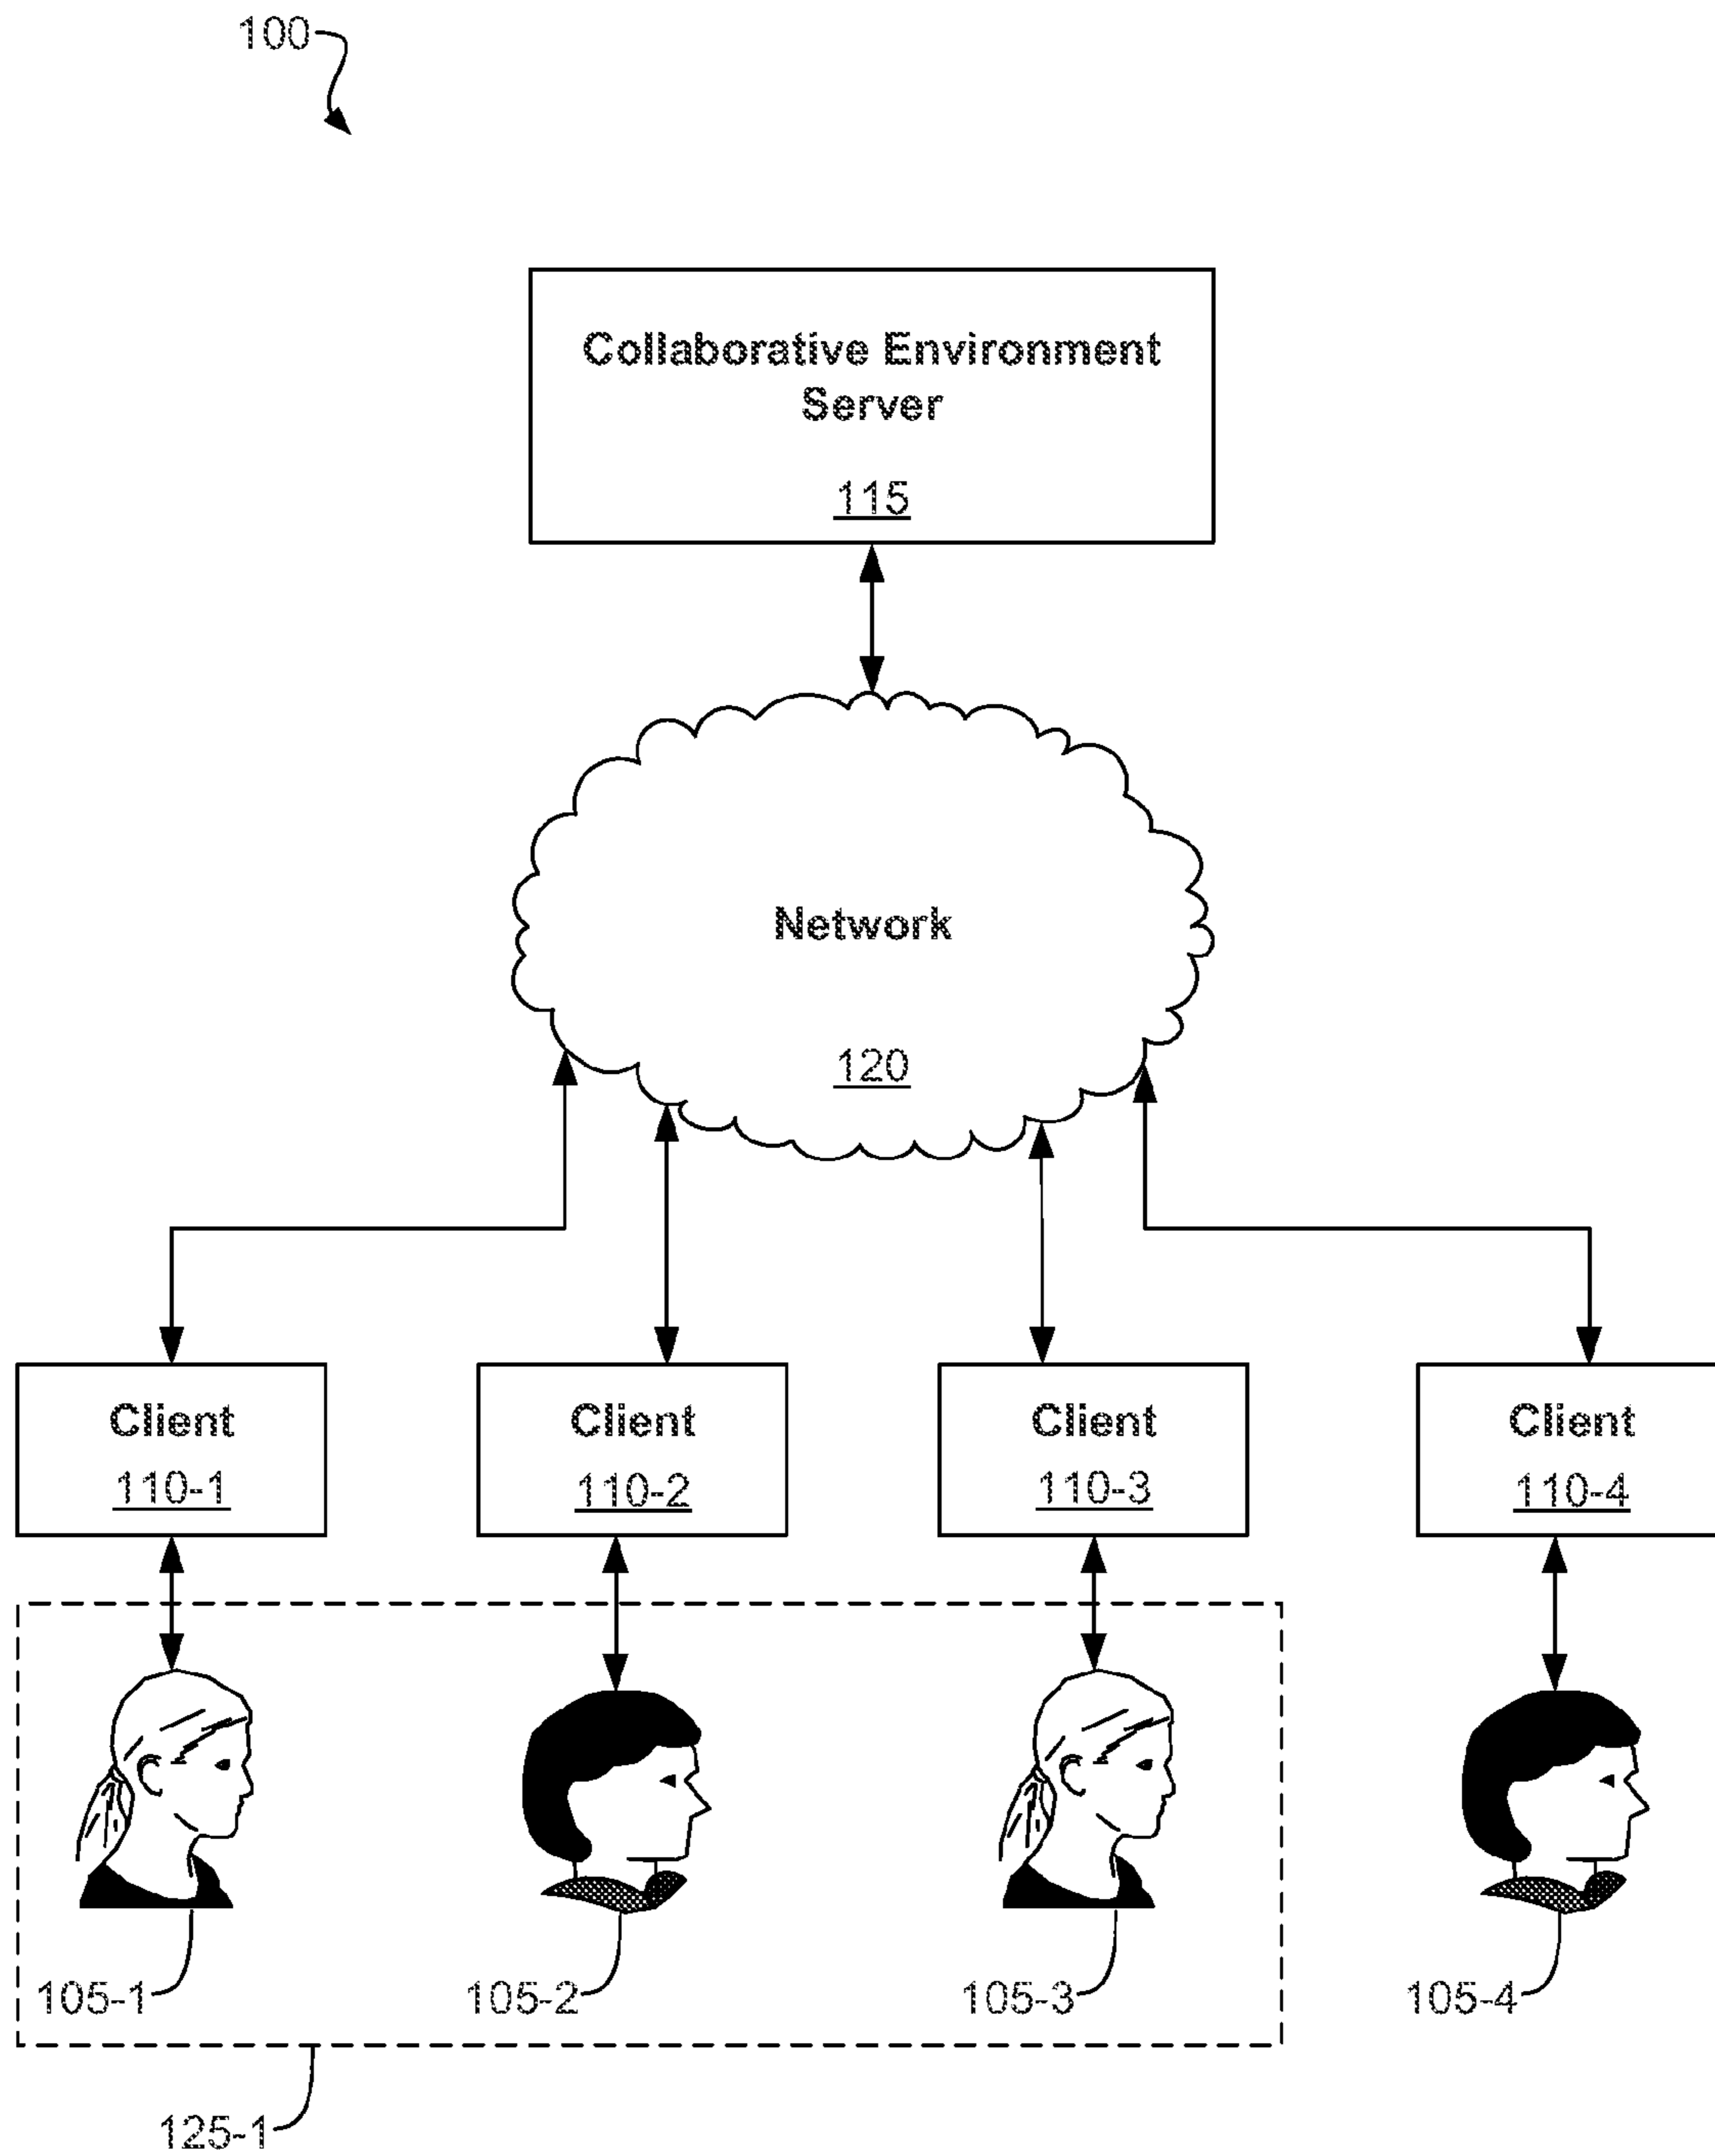 100
Collaborative Environment
Server
115
Network
120
Client
110-1
Client
110-2
Client
110-3
Client
110-4
105-1
105-2
105-3
105-4
125-1